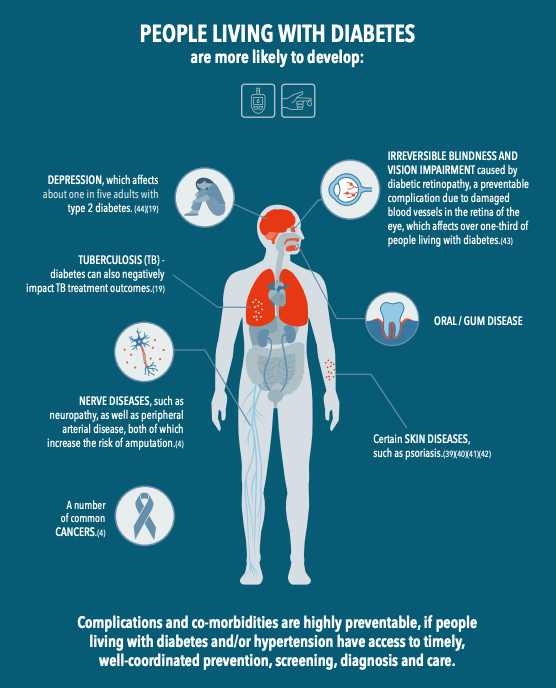 PEOPLE LIVING WITH DIABETES
are more likely to develop:
DEPRESSION, which affects
about one in five adults with
type 2 diabetes. (44)(19)
IRREVERSIBLE BLINDNESS AND
VISION IMPAIRMENT caused by
diabetic retinopathy, a preventable
complication due to damaged
blood vessels in the retina of the
eye, which affects over one-third of
people living with diabetes.(43)
TUBERCULOSIS (TB) -
diabetes can also negatively
impact TB treatment outcomes.(19)
ORAL / GUM DISEASE
NERVE DISEASES, such as
neuropathy, as well as peripheral
arterial disease, both of which
increase the risk of amputation.(4)
Certain SKIN DISEASES,
such as psoriasis.(39)(40)(41)(42)
A number
of common
CANCERS.(4)
Complications and co-morbidities are highly preventable, if people
living with diabetes and/or hypertension have access to timely,
well-coordinated prevention, screening, diagnosis and care.